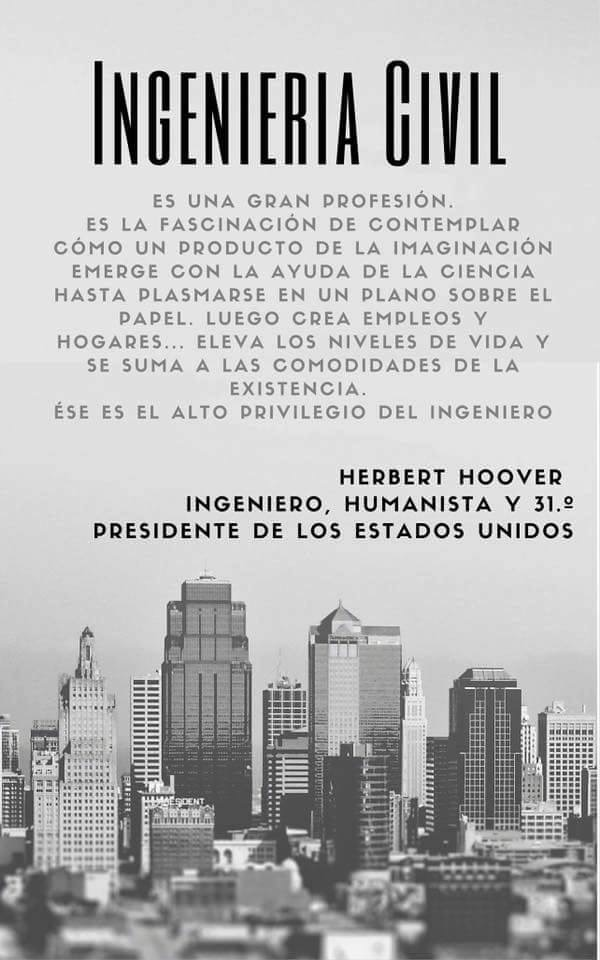 INGENIERIA CIVIL
ES UNA GRAN PROFESIÓN.
ES LA FASCINACIÓN DE CONTEMPLAR
CÓMO UN PRODUCTO DE LA IMAGINACIÓN
EMERGE CON LA AYUDA DE LA CIENCIA
HASTA PLASMARSE EN UN PLANO SOBRE EL
PAPEL. LUEGO CREA EMPLEOS Y
HOGARES... ELEVA LOS NIVELES DE VIDA Y
SE SUMA A LAS COMODIDADES DE LA
EXISTENCIA.
ÉSE ES EL ALTO PRIVILEGIO DEL INGENIERO
HERBERT HOOVER
INGENIERO, HUMANISTA Y 31.º
PRESIDENTE DE LOS ESTADOS UNIDOS
PRESIDENT